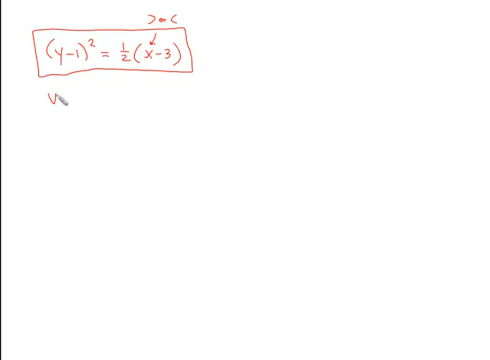 > or <
(y-1)² = ½(x-3)
V